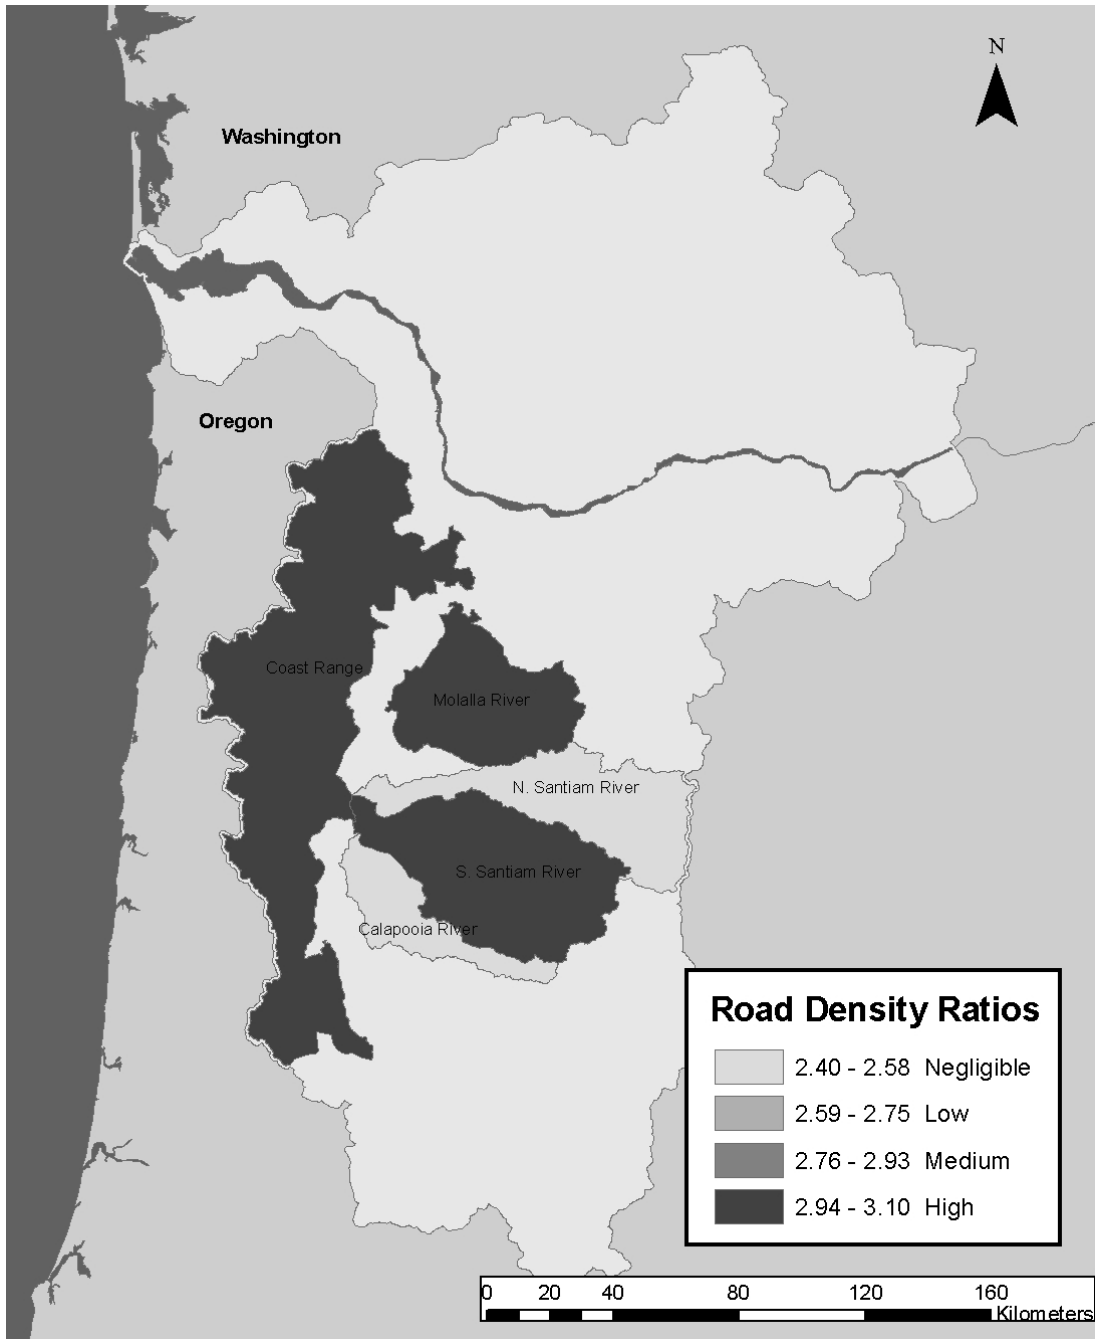 N
Washington
Oregon
Coast Range
Molalla River
N. Santiam River
S. Santiam River
Calapooia River
Road Density Ratios
2.40 - 2.58 Negligible
2.59 - 2.75 Low
2.76 - 2.93 Medium
2.94 - 3.10 High
0 20 40 80 120 160
Kilometers